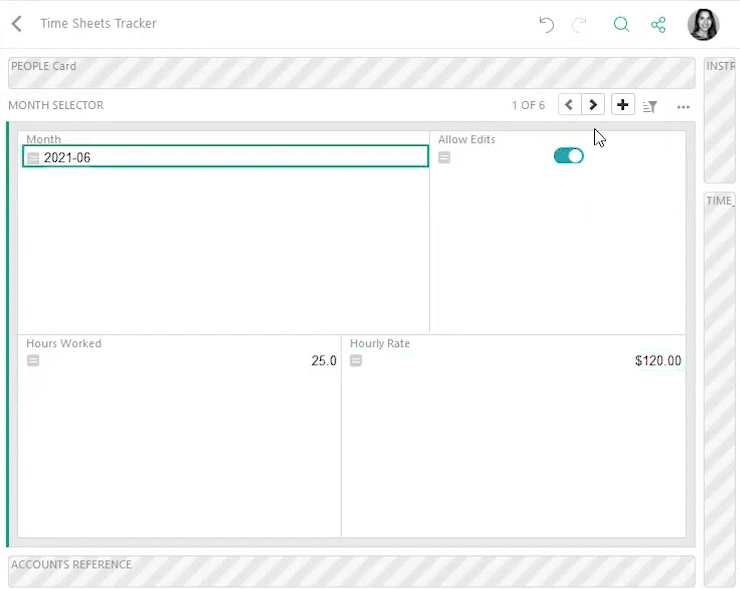 Time Sheets Tracker
PEOPLE Card
INSTR
MONTH SELECTOR
1 OF 6
Month
2021-06
Allow Edits
TIME_
Hours Worked
25.0
Hourly Rate
$120.00
ACCOUNTS REFERENCE